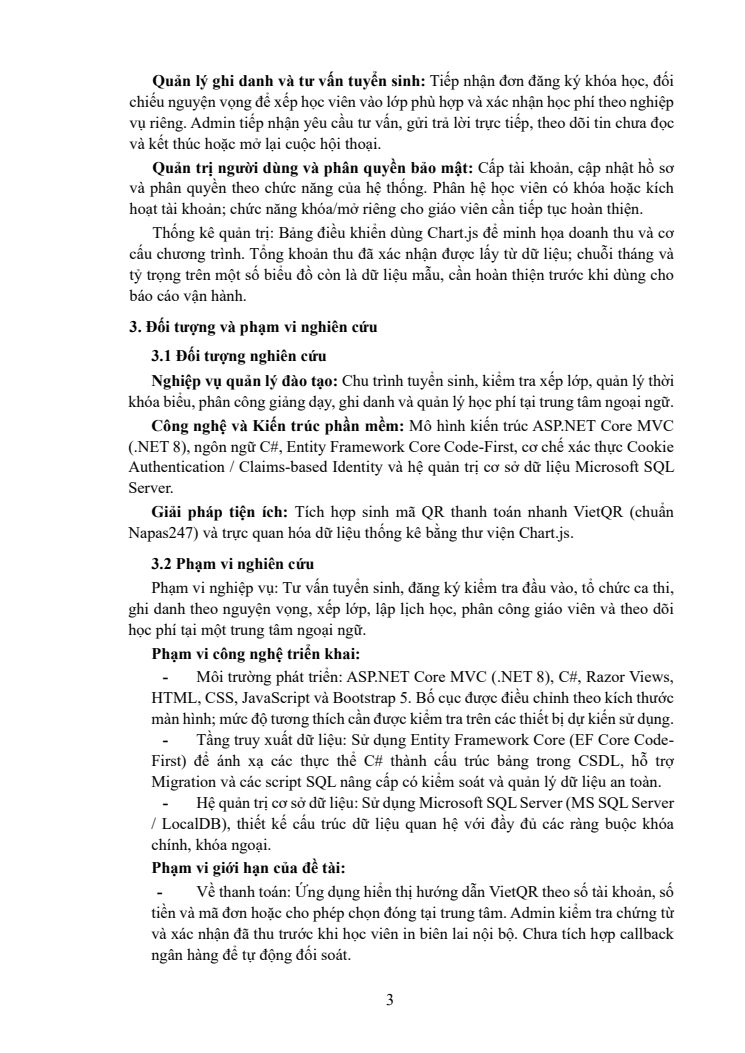 Quản lý ghi danh và tư vấn tuyển sinh: Tiếp nhận đơn đăng ký khóa học, đối
chiếu nguyện vọng để xếp học viên vào lớp phù hợp và xác nhận học phí theo nghiệp
vụ riêng. Admin tiếp nhận yêu cầu tư vấn, gửi trả lời trực tiếp, theo dõi tin chưa đọc
và kết thúc hoặc mở lại cuộc hội thoại.
Quản trị người dùng và phân quyền bảo mật: Cấp tài khoản, cập nhật hồ sơ
và phân quyền theo chức năng của hệ thống. Phân hệ học viên có khóa hoặc kích
hoạt tài khoản; chức năng khóa/mở riêng cho giáo viên cần tiếp tục hoàn thiện.
Thống kê quản trị: Bảng điều khiển dùng Chart.js để minh họa doanh thu và cơ
cấu chương trình. Tổng khoản thu đã xác nhận được lấy từ dữ liệu; chuỗi tháng và
tỷ trọng trên một số biểu đồ còn là dữ liệu mẫu, cần hoàn thiện trước khi dùng cho
báo cáo vận hành.
3. Đối tượng và phạm vi nghiên cứu
3.1 Đối tượng nghiên cứu
Nghiệp vụ quản lý đào tạo: Chu trình tuyển sinh, kiểm tra xếp lớp, quản lý thời
khóa biểu, phân công giảng dạy, ghi danh và quản lý học phí tại trung tâm ngoại ngữ.
Công nghệ và Kiến trúc phần mềm: Mô hình kiến trúc ASP.NET Core MVC
(.NET 8), ngôn ngữ C#, Entity Framework Core Code-First, cơ chế xác thực Cookie
Authentication / Claims-based Identity và hệ quản trị cơ sở dữ liệu Microsoft SQL
Server.
Giải pháp tiện ích: Tích hợp sinh mã QR thanh toán nhanh VietQR (chuẩn
Napas247) và trực quan hóa dữ liệu thống kê bằng thư viện Chart.js.
3.2 Phạm vi nghiên cứu
Phạm vi nghiệp vụ: Tư vấn tuyển sinh, đăng ký kiểm tra đầu vào, tổ chức ca thi,
ghi danh theo nguyện vọng, xếp lớp, lập lịch học, phân công giáo viên và theo dõi
học phí tại một trung tâm ngoại ngữ.
Phạm vi công nghệ triển khai:
- Môi trường phát triển: ASP.NET Core MVC (.NET 8), C#, Razor Views,
HTML, CSS, JavaScript và Bootstrap 5. Bố cục được điều chỉnh theo kích thước
màn hình; mức độ tương thích cần được kiểm tra trên các thiết bị dự kiến sử dụng.
- Tầng truy xuất dữ liệu: Sử dụng Entity Framework Core (EF Core Code-
First) để ánh xạ các thực thể C# thành cấu trúc bảng trong CSDL, hỗ trợ
Migration và các script SQL nâng cấp có kiểm soát và quản lý dữ liệu an toàn.
- Hệ quản trị cơ sở dữ liệu: Sử dụng Microsoft SQL Server (MS SQL Server
/ LocalDB), thiết kế cấu trúc dữ liệu quan hệ với đầy đủ các ràng buộc khóa
chính, khóa ngoại.
Phạm vi giới hạn của đề tài:
- Về thanh toán: Ứng dụng hiển thị hướng dẫn VietQR theo số tài khoản, số
tiền và mã đơn hoặc cho phép chọn đóng tại trung tâm. Admin kiểm tra chứng từ
và xác nhận đã thu trước khi học viên in biên lai nội bộ. Chưa tích hợp callback
ngân hàng để tự động đối soát.
3